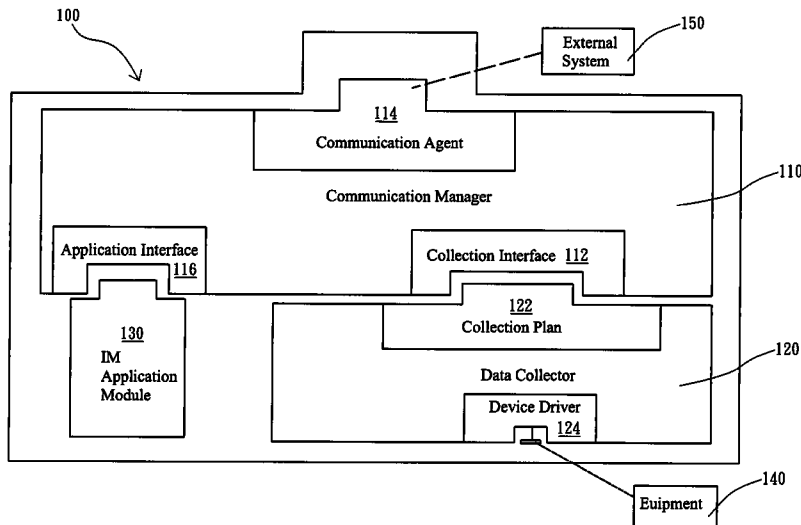 100
External
System
150
114
Communication Agent
Communication Manager
110
Application Interface
116
Collection Interface 112
130
IM
Application
Module
122
Collection Plan
Data Collector
120
Device Driver
124
Euipment
140